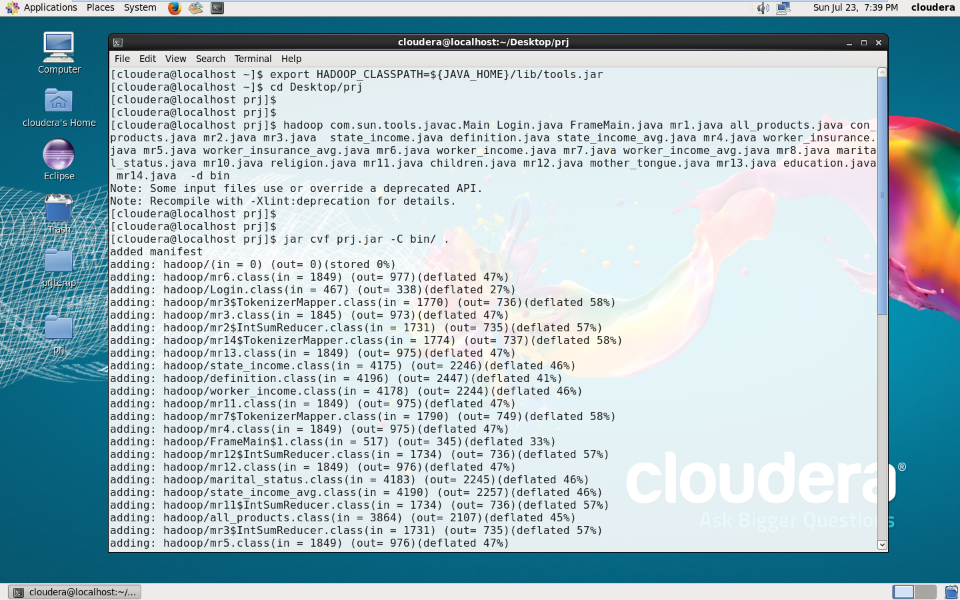 Applications Places System
Sun Jul 23, 7:39 PM cloudera
cloudera@localhost:~/Desktop/prj
File Edit View Search Terminal Help
Computer
cloudera's Home
Eclipse
Trash
prj
[cloudera@localhost ~]$ export HADOOP_CLASSPATH=${JAVA_HOME}/lib/tools.jar
[cloudera@localhost ~]$ cd Desktop/prj
[cloudera@localhost prj]$
[cloudera@localhost prj]$
[cloudera@localhost prj]$ hadoop com.sun.tools.javac.Main Login.java FrameMain.java mr1.java all_products.java con_
products.java mr2.java mr3.java  state_income.java definition.java state_income_avg.java mr4.java worker_insurance.
java mr5.java worker_insurance_avg.java mr6.java worker_income.java mr7.java worker_income_avg.java mr8.java marita
l_status.java mr10.java religion.java mr11.java children.java mr12.java mother_tongue.java mr13.java education.java
 mr14.java  -d bin
Note: Some input files use or override a deprecated API.
Note: Recompile with -Xlint:deprecation for details.
[cloudera@localhost prj]$
[cloudera@localhost prj]$
[cloudera@localhost prj]$ jar cvf prj.jar -C bin/ .
added manifest
adding: hadoop/(in = 0) (out= 0)(stored 0%)
adding: hadoop/mr6.class(in = 1849) (out= 977)(deflated 47%)
adding: hadoop/Login.class(in = 467) (out= 338)(deflated 27%)
adding: hadoop/mr3$TokenizerMapper.class(in = 1770) (out= 736)(deflated 58%)
adding: hadoop/mr3.class(in = 1845) (out= 973)(deflated 47%)
adding: hadoop/mr2$IntSumReducer.class(in = 1731) (out= 735)(deflated 57%)
adding: hadoop/mr14$TokenizerMapper.class(in = 1774) (out= 737)(deflated 58%)
adding: hadoop/mr13.class(in = 1849) (out= 975)(deflated 47%)
adding: hadoop/state_income.class(in = 4175) (out= 2246)(deflated 46%)
adding: hadoop/definition.class(in = 4196) (out= 2447)(deflated 41%)
adding: hadoop/worker_income.class(in = 4178) (out= 2244)(deflated 46%)
adding: hadoop/mr11.class(in = 1849) (out= 975)(deflated 47%)
adding: hadoop/mr7$TokenizerMapper.class(in = 1790) (out= 749)(deflated 58%)
adding: hadoop/mr4.class(in = 1849) (out= 975)(deflated 47%)
adding: hadoop/FrameMain$1.class(in = 517) (out= 345)(deflated 33%)
adding: hadoop/mr12$IntSumReducer.class(in = 1734) (out= 736)(deflated 57%)
adding: hadoop/mr12.class(in = 1849) (out= 976)(deflated 47%)
adding: hadoop/marital_status.class(in = 4183) (out= 2245)(deflated 46%)
adding: hadoop/state_income_avg.class(in = 4190) (out= 2257)(deflated 46%)
adding: hadoop/mr11$IntSumReducer.class(in = 1734) (out= 736)(deflated 57%)
adding: hadoop/all_products.class(in = 3864) (out= 2107)(deflated 45%)
adding: hadoop/mr3$IntSumReducer.class(in = 1731) (out= 735)(deflated 57%)
adding: hadoop/mr5.class(in = 1849) (out= 976)(deflated 47%)
cloudera®
Ask Bigger Questions
cloudera@localhost:~/...